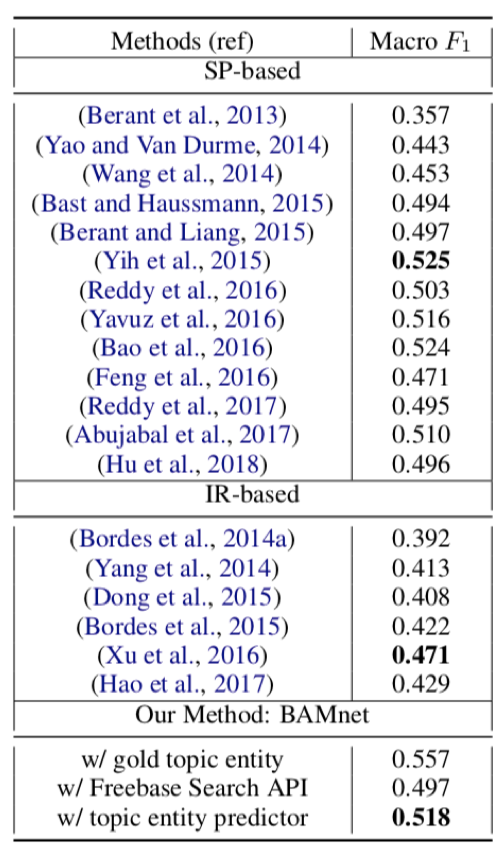 Methods (ref) Macro F1
SP-based
(Berant et al., 2013) 0.357
(Yao and Van Durme, 2014) 0.443
(Wang et al., 2014) 0.453
(Bast and Haussmann, 2015) 0.494
(Berant and Liang, 2015) 0.497
(Yih et al., 2015) 0.525
(Reddy et al., 2016) 0.503
(Yavuz et al., 2016) 0.516
(Bao et al., 2016) 0.524
(Feng et al., 2016) 0.471
(Reddy et al., 2017) 0.495
(Abujabal et al., 2017) 0.510
(Hu et al., 2018) 0.496
IR-based
(Bordes et al., 2014a) 0.392
(Yang et al., 2014) 0.413
(Dong et al., 2015) 0.408
(Bordes et al., 2015) 0.422
(Xu et al., 2016) 0.471
(Hao et al., 2017) 0.429
Our Method: BAMnet
w/ gold topic entity 0.557
w/ Freebase Search API 0.497
w/ topic entity predictor 0.518